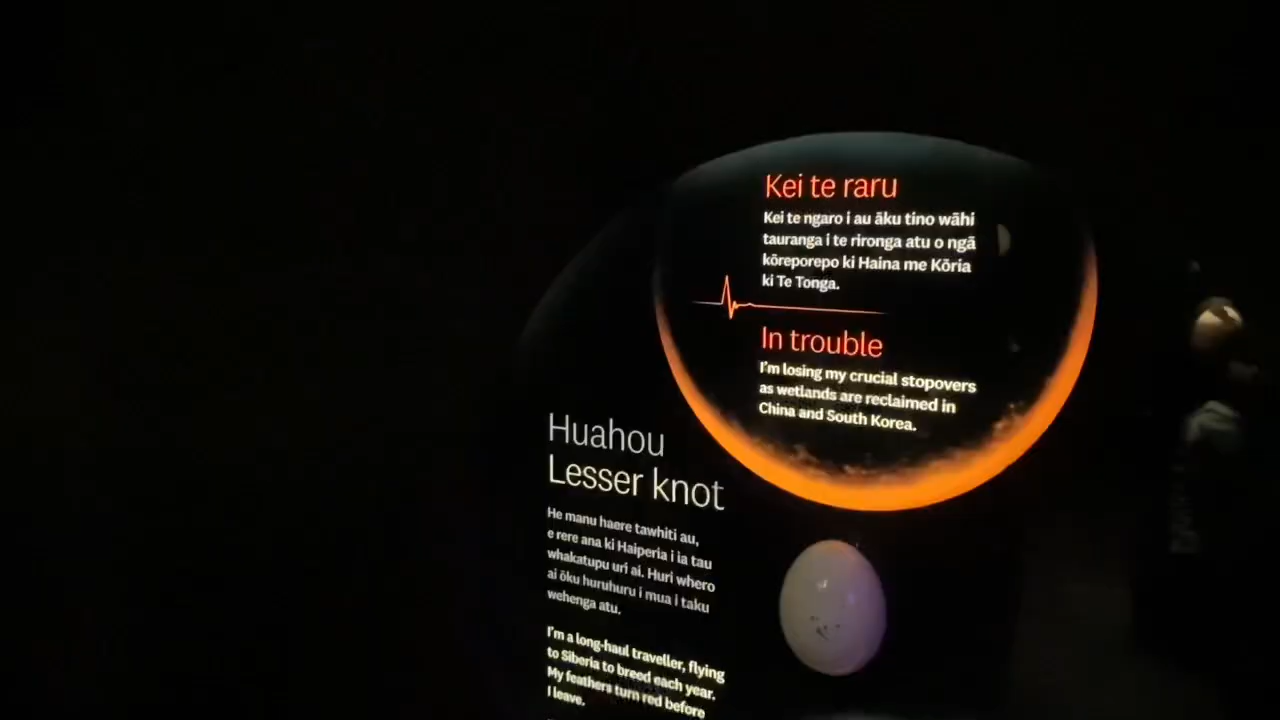 Kei te raru
Kei te ngaro i au āku tino wāhi
tauranga i te rironga atu o ngā
kōreporepo ki Haina me Kōria
ki Te Tonga.
In trouble
I'm losing my crucial stopovers
as wetlands are reclaimed in
China and South Korea.
Huahou
Lesser knot
He manu haere tawhiti au,
e rere ana ki Haiperia i ia tau
whakatupu uri ai. Huri whero
ai ōku huruhuru i mua i taku
wehenga atu.
I'm a long-haul traveller, flying
to Siberia to breed each year.
My feathers turn red before
I leave.